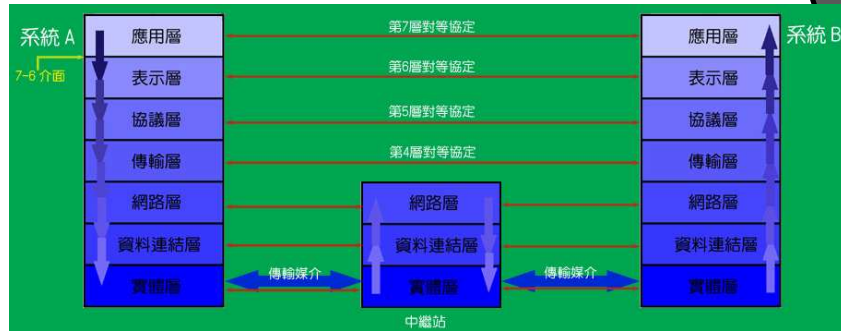 系統 A
應用層
第7層對等協定
應用層
系統 B
7-6 介面
表示層
第6層對等協定
表示層
協議層
第5層對等協定
協議層
傳輸層
第4層對等協定
傳輸層
網路層
網路層
網路層
資料連結層
資料連結層
資料連結層
實體層
傳輸媒介
實體層
傳輸媒介
實體層
中繼站